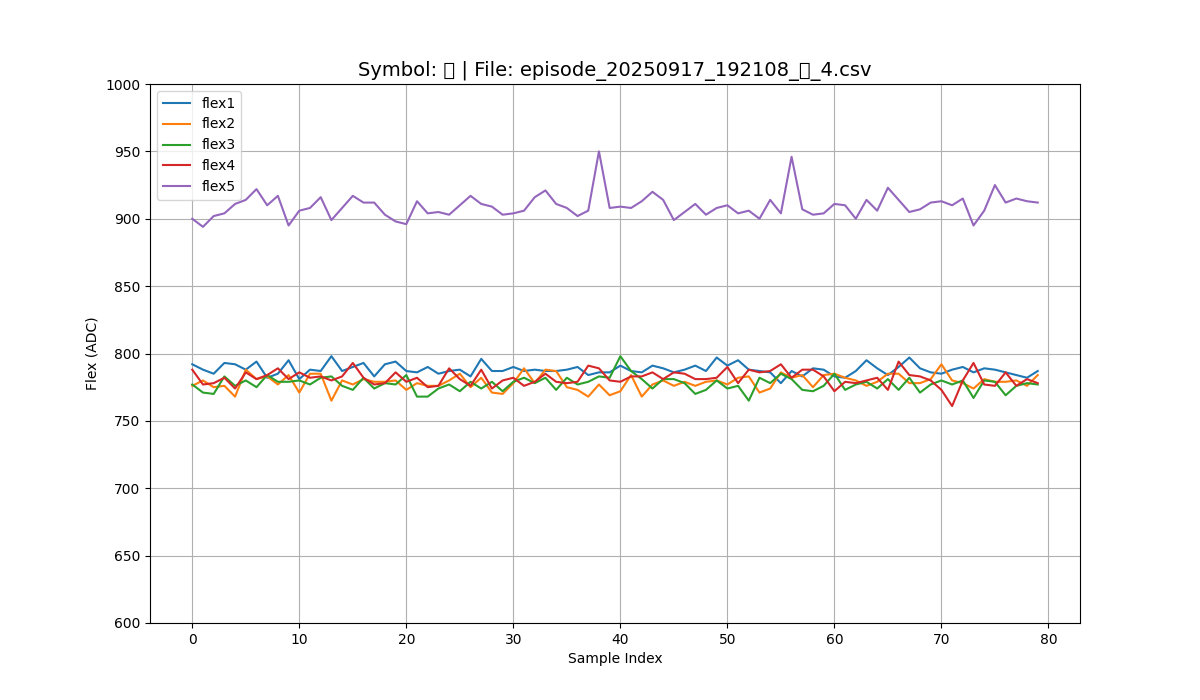 Symbol: | File: episode_20250917_192108_ _4.csv
1000
950
900
850
800
750
700
650
600
flex1
flex2
flex3
flex4
flex5
Flex (ADC)
0 10 20 30 40 50 60 70 80
Sample Index